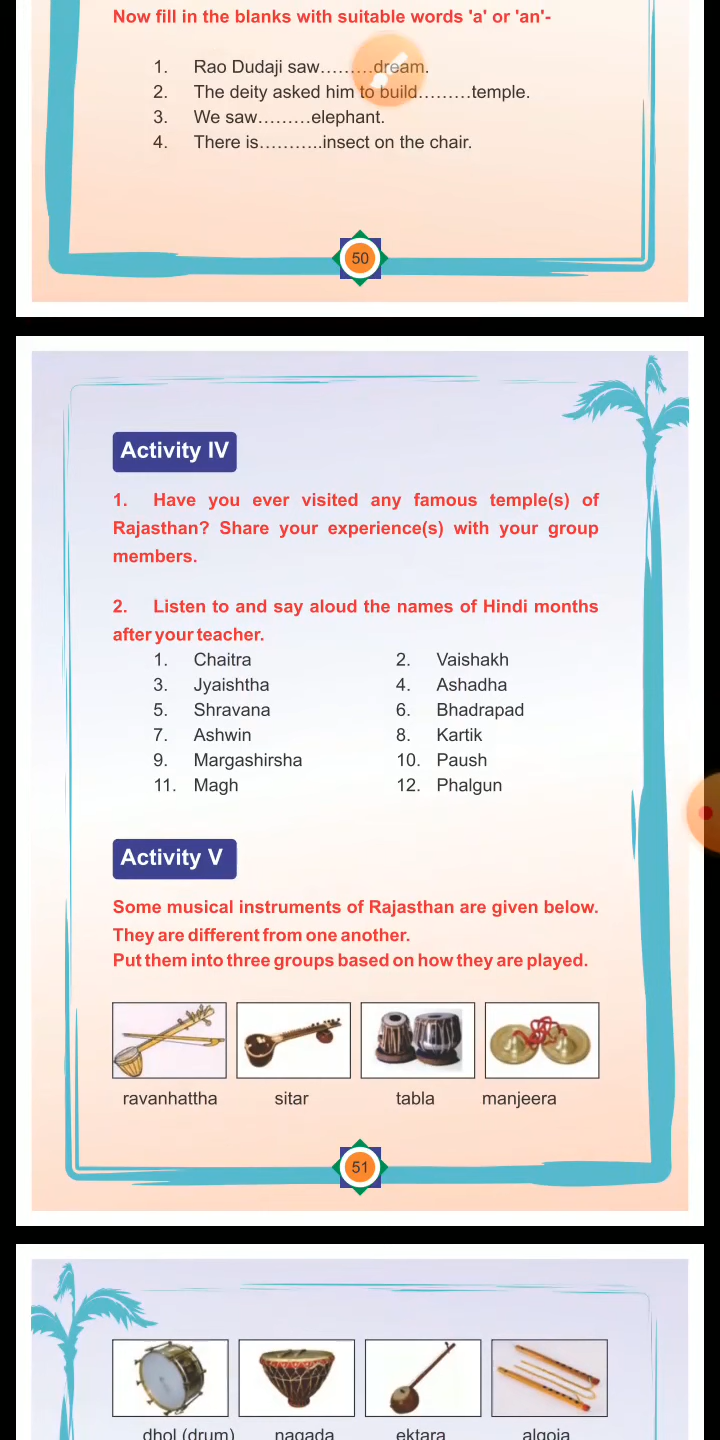 Now fill in the blanks with suitable words 'a' or 'an'-
1. Rao Dudaji saw.........dream.
2. The deity asked him to build.........temple.
3. We saw.........elephant.
4. There is...........insect on the chair.
50
Activity IV
1. Have you ever visited any famous temple(s) of
Rajasthan? Share your experience(s) with your group
members.
2. Listen to and say aloud the names of Hindi months
after your teacher.
1. Chaitra 2. Vaishakh
3. Jyaishtha 4. Ashadha
5. Shravana 6. Bhadrapad
7. Ashwin 8. Kartik
9. Margashirsha 10. Paush
11. Magh 12. Phalgun
Activity V
Some musical instruments of Rajasthan are given below.
They are different from one another.
Put them into three groups based on how they are played.
ravanhattha sitar tabla manjeera
51
dhol (drum) nagada ektara algoja